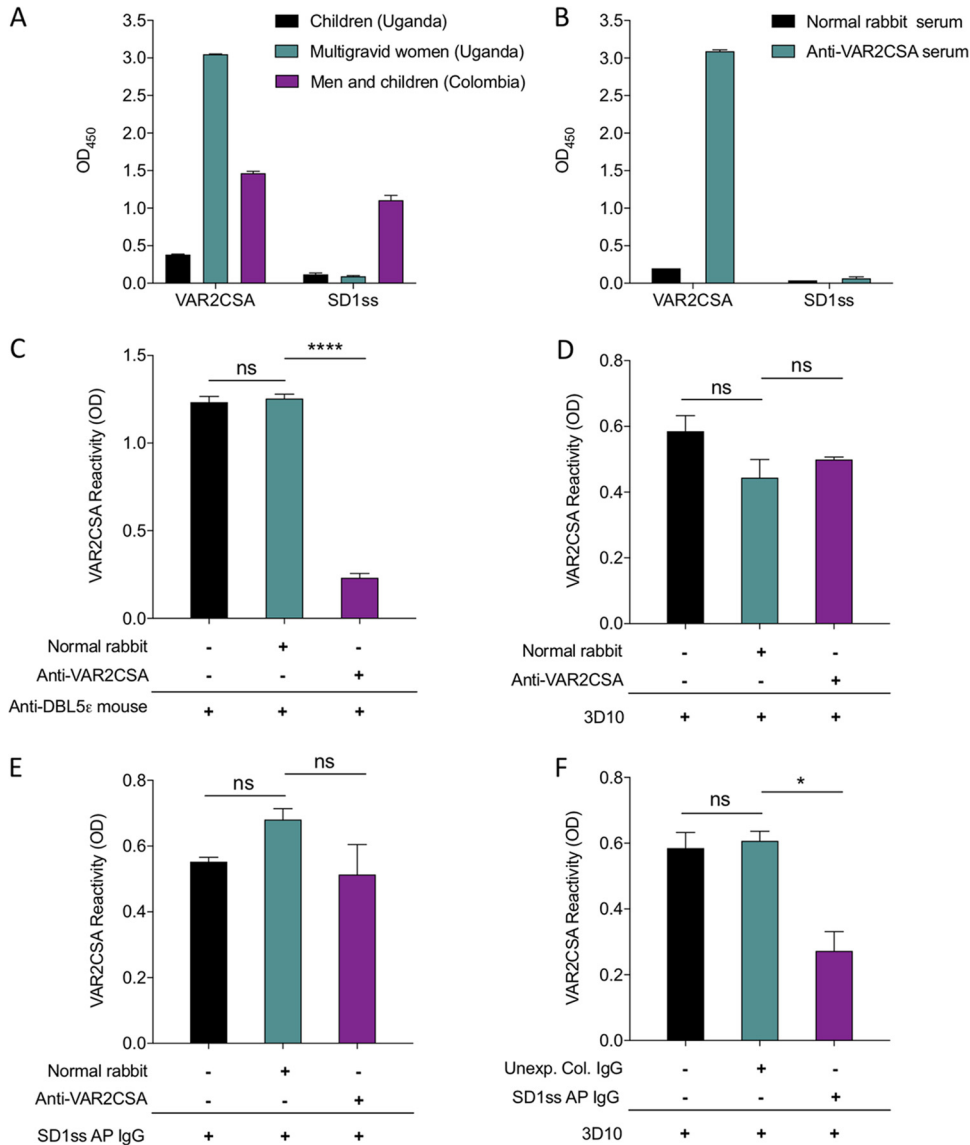 A
Children (Uganda)
Multigravid women (Uganda)
Men and children (Colombia)
OD450
3.5
3.0
2.5
2.0
1.5
1.0
0.5
0.0
VAR2CSA SD1ss
B
Normal rabbit serum
Anti-VAR2CSA serum
OD450
3.5
3.0
2.5
2.0
1.5
1.0
0.5
0.0
VAR2CSA SD1ss
C
VAR2CSA Reactivity (OD)
1.5
1.0
0.5
0.0
ns
****
Normal rabbit - + -
Anti-VAR2CSA - - +
Anti-DBL5ε mouse + + +
D
VAR2CSA Reactivity (OD)
0.8
0.6
0.4
0.2
0.0
ns
ns
Normal rabbit - + -
Anti-VAR2CSA - - +
3D10 + + +
E
VAR2CSA Reactivity (OD)
0.8
0.6
0.4
0.2
0.0
ns
ns
Normal rabbit - + -
Anti-VAR2CSA - - +
SD1ss AP IgG + + +
F
VAR2CSA Reactivity (OD)
0.8
0.6
0.4
0.2
0.0
ns
*
Unexp. Col. IgG - + -
SD1ss AP IgG - - +
3D10 + + +